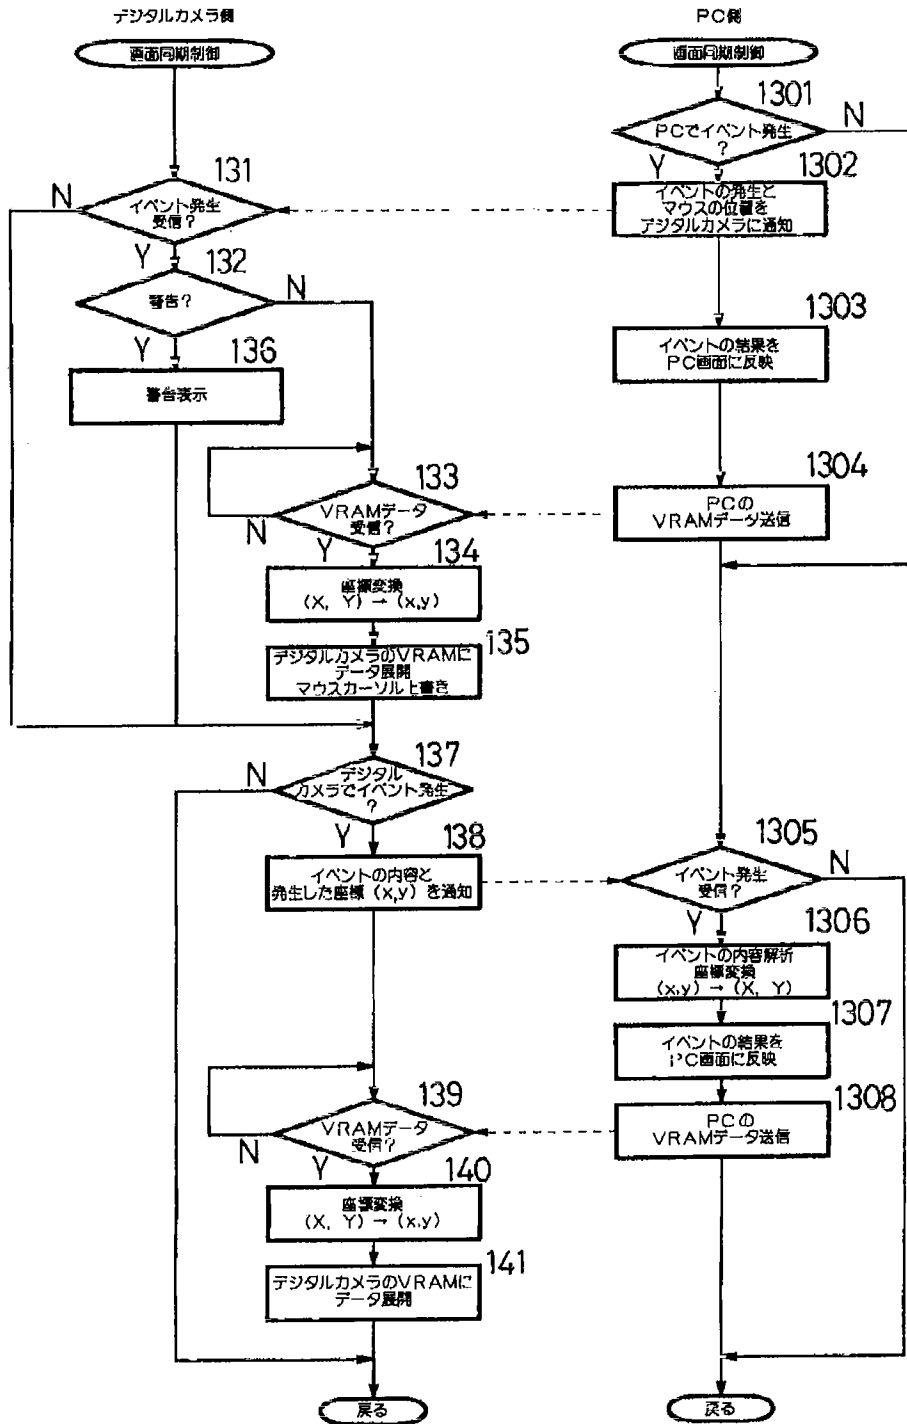 デジタルカメラ側
画面同期制御
131
イベント発生
受信？
N
Y
132
警告？
N
Y
136
警告表示
133
VRAMデータ
受信？
N
Y
134
座標変換
(X, Y) → (x,y)
135
デジタルカメラのVRAMに
データ展開
マウスカーソル上書き
137
デジタル
カメラでイベント発生
？
N
Y
138
イベントの内容と
発生した座標 (x,y) を通知
139
VRAMデータ
受信？
N
Y
140
座標変換
(X, Y) → (x,y)
141
デジタルカメラのVRAMに
データ展開
戻る
PC側
画面同期制御
1301
PCでイベント発生
？
N
Y
1302
イベントの発生と
マウスの位置を
デジタルカメラに通知
1303
イベントの結果を
PC画面に反映
1304
PCの
VRAMデータ送信
1305
イベント発生
受信？
N
Y
1306
イベントの内容解析
座標変換
(x,y) → (X, Y)
1307
イベントの結果を
PC画面に反映
1308
PCの
VRAMデータ送信
戻る